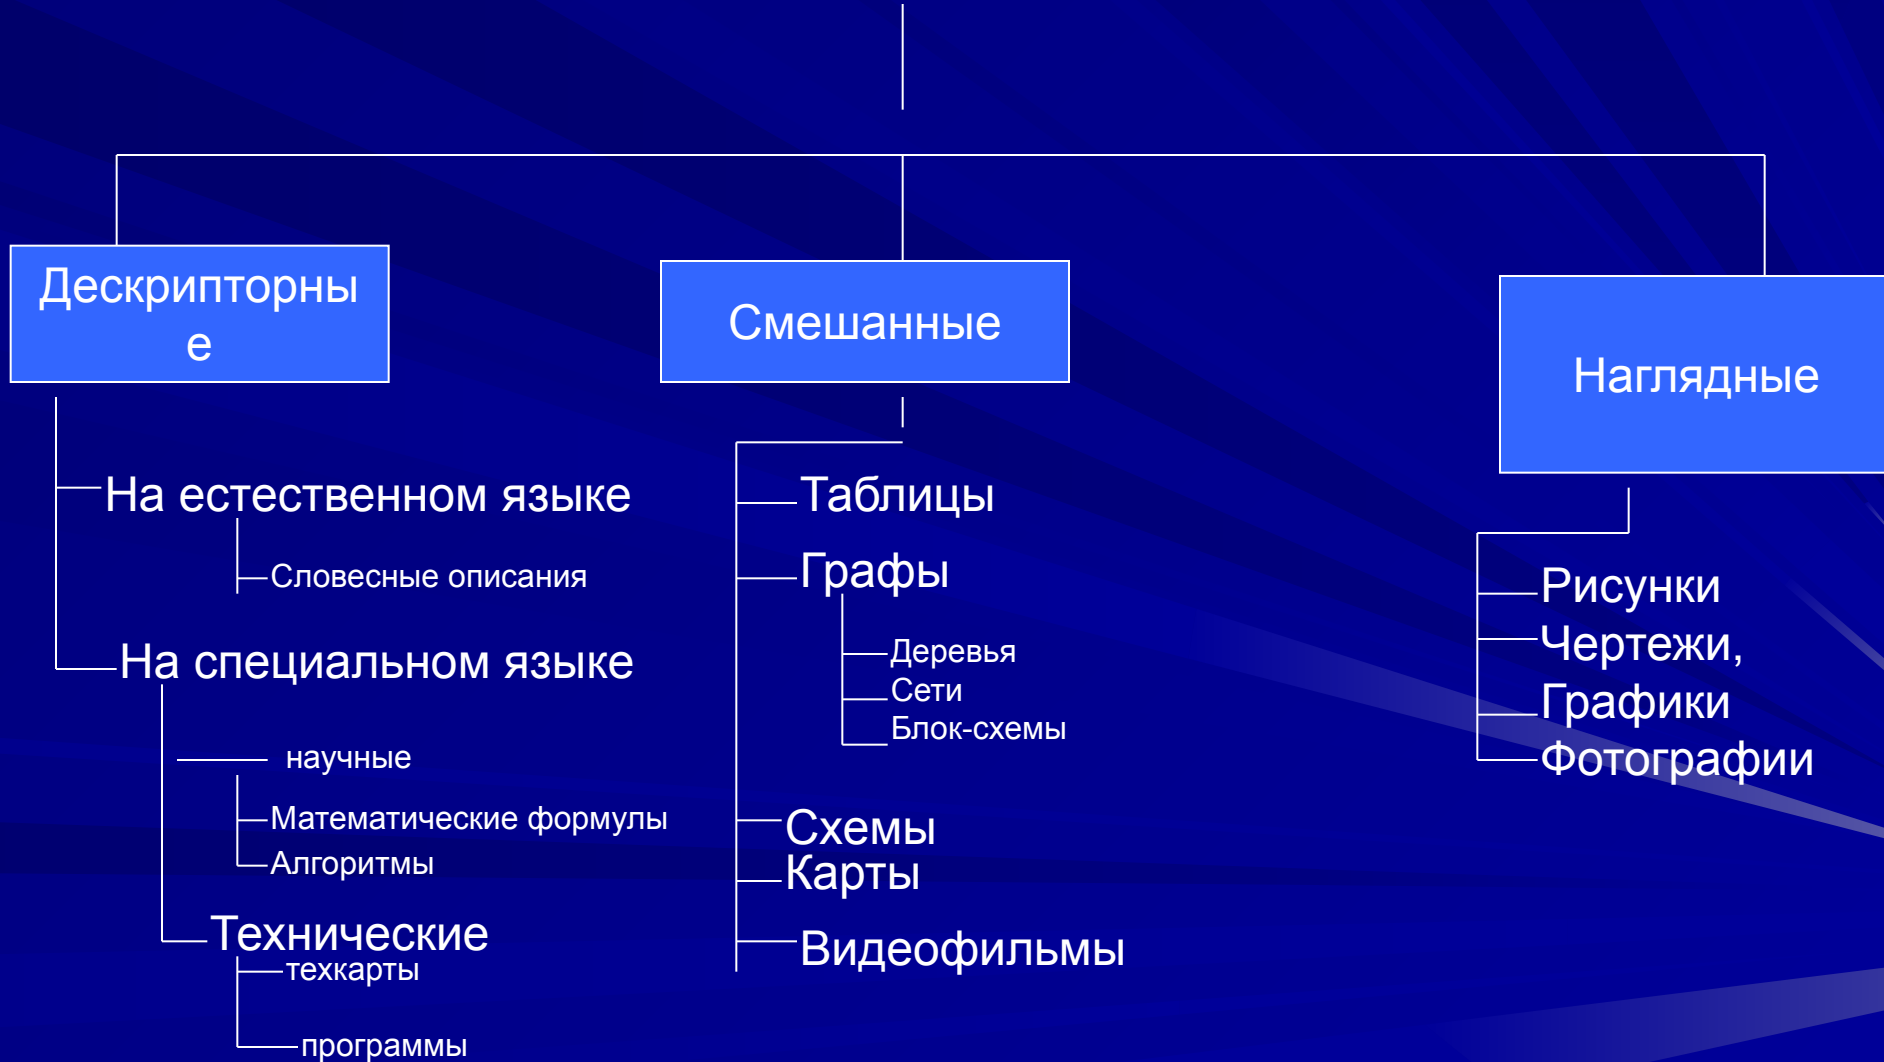 Дескрипторны
е
На естественном языке
Словесные описания
На специальном языке
научные
Математические формулы
Алгоритмы
Технические
техкарты
программы
Смешанные
Таблицы
Графы
Деревья
Сети
Блок-схемы
Схемы
Карты
Видеофильмы
Наглядные
Рисунки
Чертежи,
Графики
Фотографии